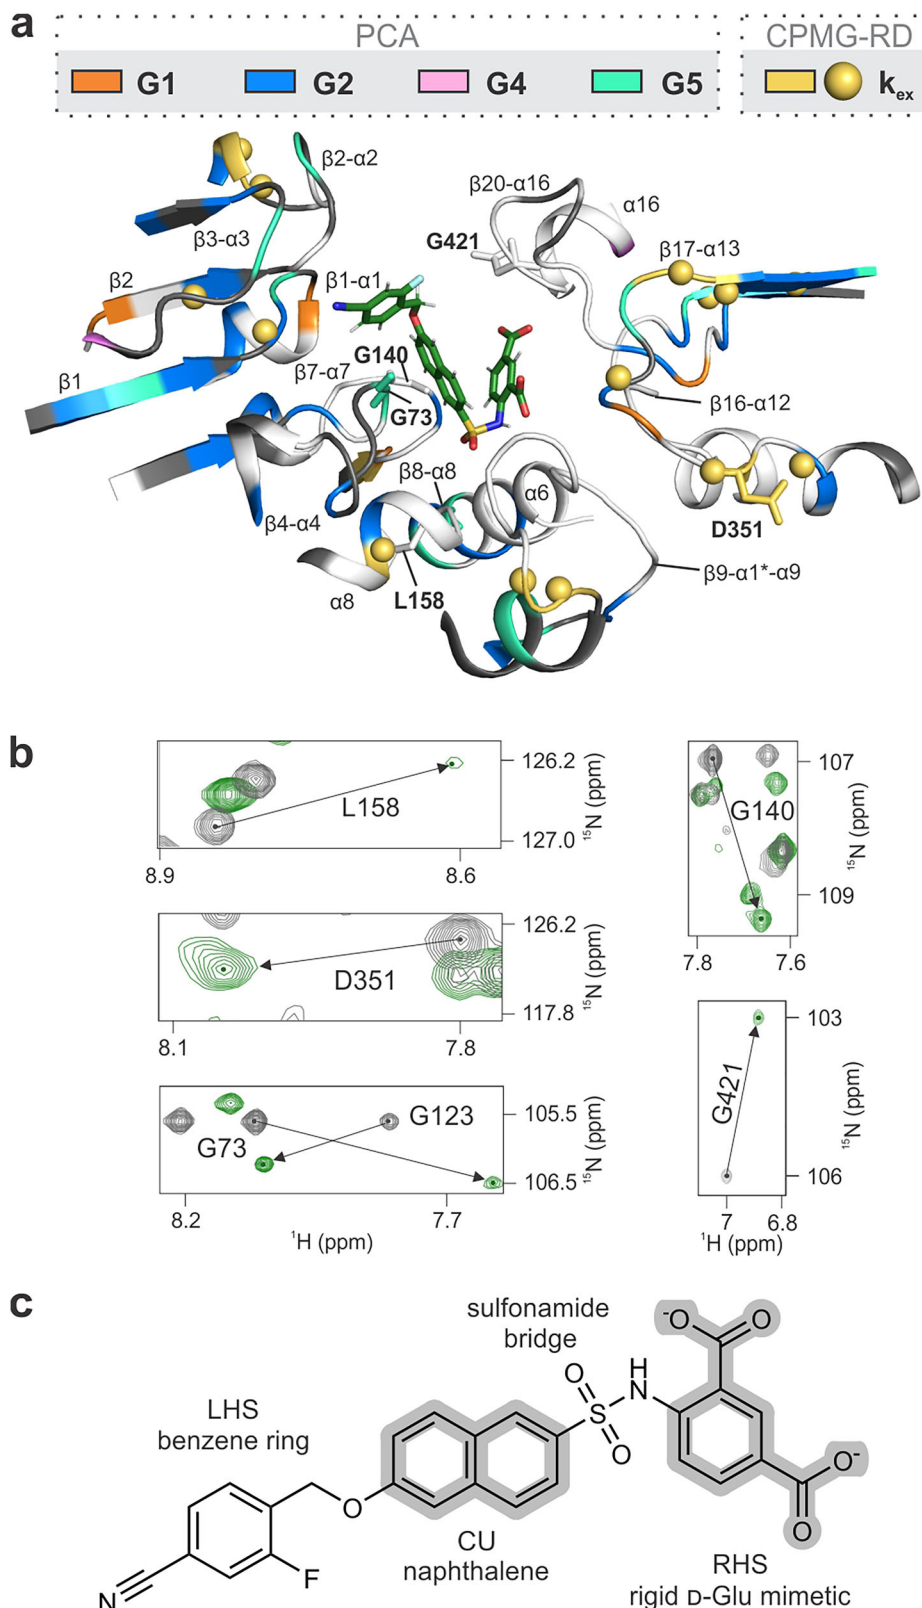 a
PCA
CPMG-RD
G1
G2
G4
G5
kex
β2-α2
β20-α16
α16
β3-α3
G421
β17-α13
β2
β1-α1
G140
β7-α7
β1
G73
β16-α12
β8-α8
α6
β4-α4
D351
α8
L158
β9-α1*-α9
b
126.2
L158
15N (ppm)
127.0
8.9
8.6
107
G140
15N (ppm)
109
7.8
7.6
126.2
D351
15N (ppm)
117.8
8.1
7.8
103
G421
15N (ppm)
106
7
6.8
1H (ppm)
105.5
G123
G73
15N (ppm)
106.5
8.2
7.7
1H (ppm)
c
sulfonamide
bridge
-O
O
H
N
O
S
O
LHS
benzene ring
O
O-
O
CU
naphthalene
F
N
RHS
rigid D-Glu mimetic